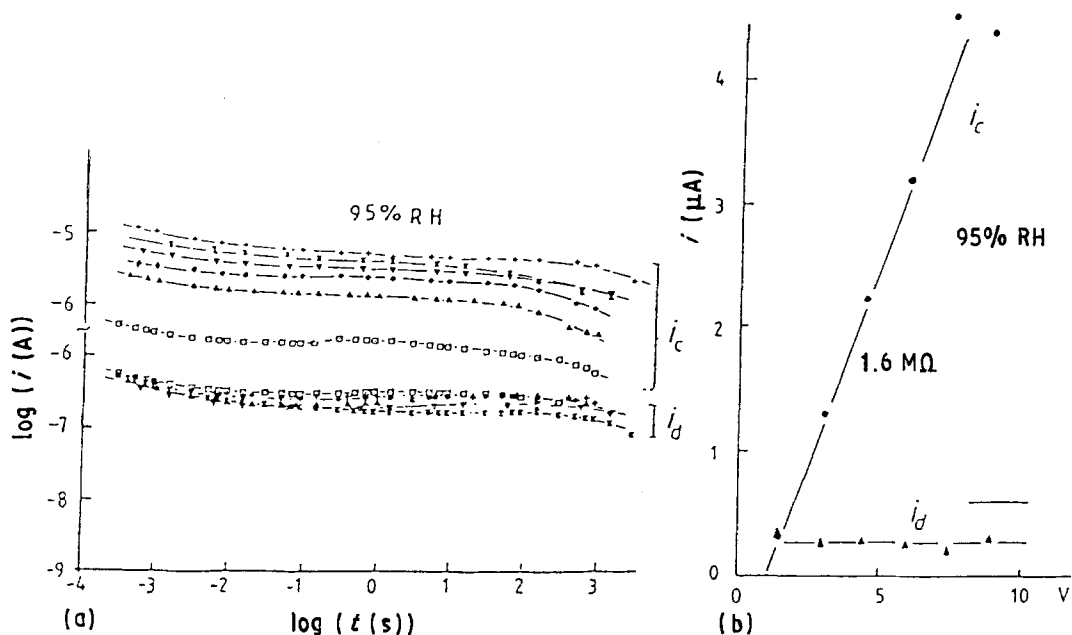 95% RH
-5
-6
-6
-7
-8
-9
log (i(A))
i_c
i_d
-4
-3
-2
-1
0
1
2
3
log (t(s))
(a)
4
3
2
1
0
i (μA)
i_c
95% RH
1.6 MΩ
i_d
0
5
10
V
(b)